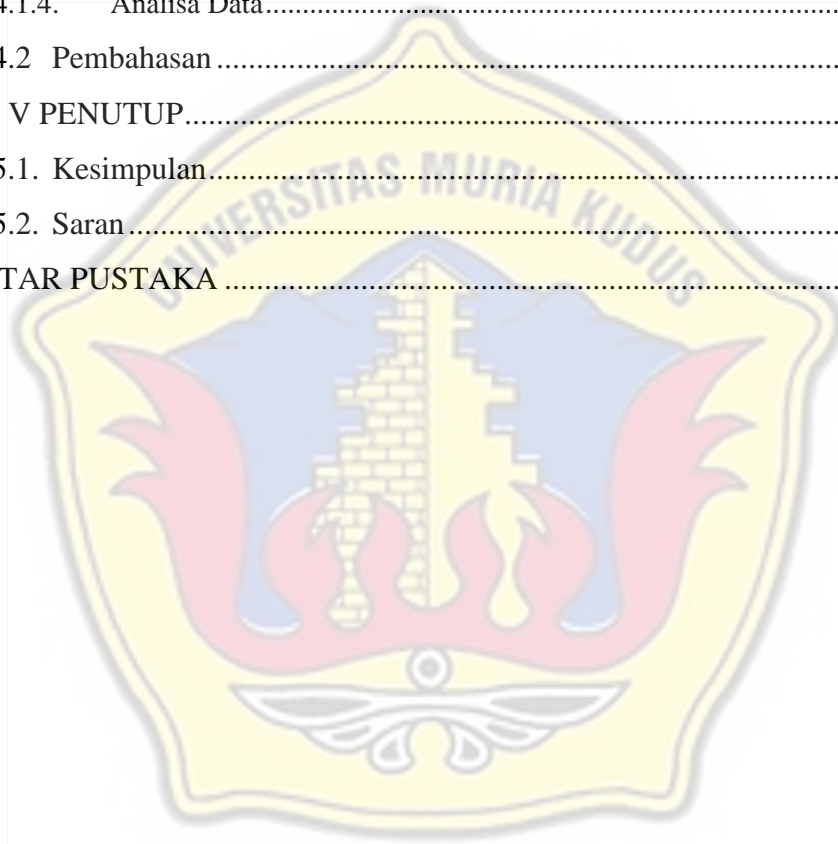 4.1.4. Analisa Data
4.2 Pembahasan
V PENUTUP
5.1. Kesimpulan
5.2. Saran
TAR PUSTAKA
UNIVERSITAS MURIA KUDUS